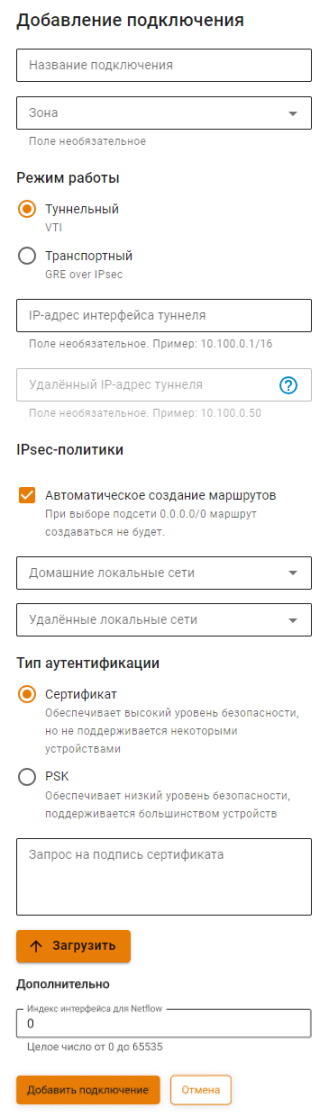 Добавление подключения
Название подключения
Зона
Поле необязательное
Режим работы
Туннельный
VTI
Транспортный
GRE over IPsec
IP-адрес интерфейса туннеля
Поле необязательное. Пример: 10.100.0.1/16
Удалённый IP-адрес туннеля
Поле необязательное. Пример: 10.100.0.50
IPsec-политики
Автоматическое создание маршрутов
При выборе подсети 0.0.0.0/0 маршрут
создаваться не будет.
Домашние локальные сети
Удалённые локальные сети
Тип аутентификации
Сертификат
Обеспечивает высокий уровень безопасности,
но не поддерживается некоторыми
устройствами
PSK
Обеспечивает низкий уровень безопасности,
поддерживается большинством устройств
Запрос на подпись сертификата
Загрузить
Дополнительно
Индекс интерфейса для Netflow
0
Целое число от 0 до 65535
Добавить подключение
Отмена